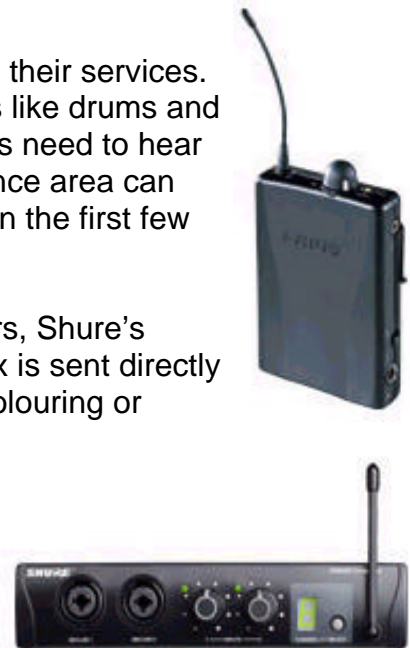 their services.
s like drums and
s need to hear
nce area can
n the first few
rs, Shure's
x is sent directly
olouring or
SHURE
SHURE